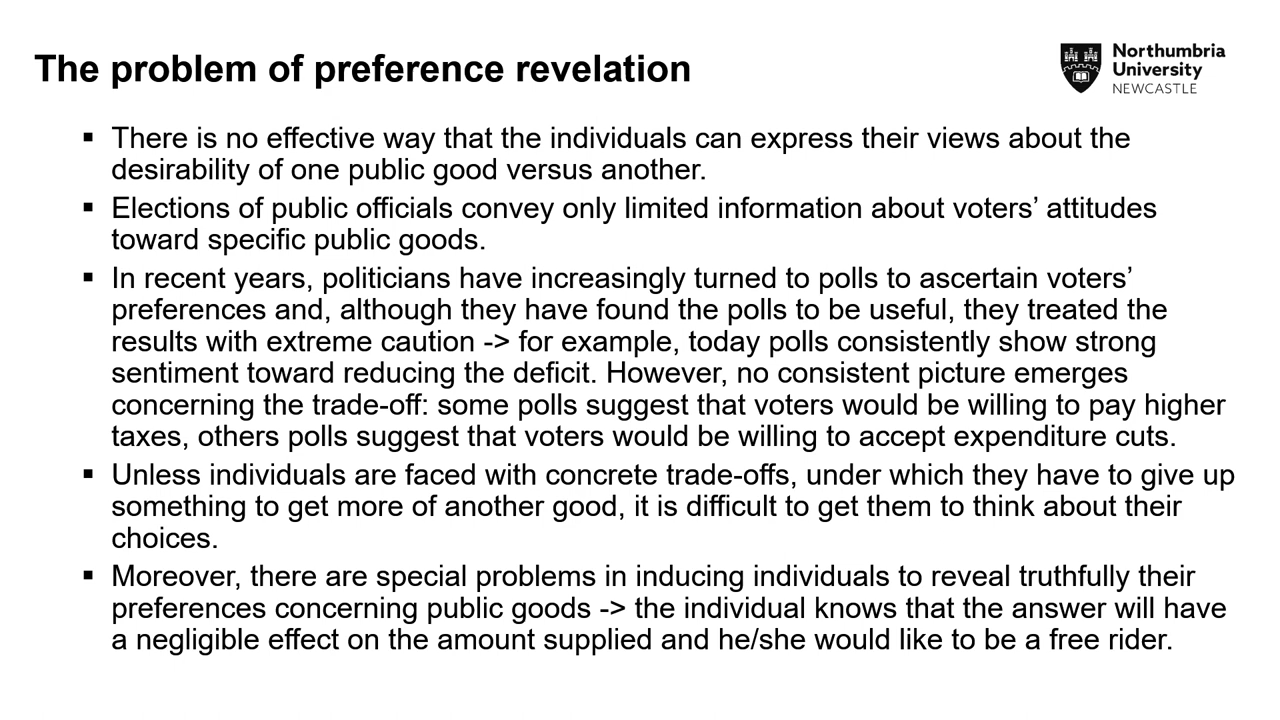 The problem of preference revelation
Northumbria
University
NEWCASTLE
▪ There is no effective way that the individuals can express their views about the
desirability of one public good versus another.
▪ Elections of public officials convey only limited information about voters’ attitudes
toward specific public goods.
▪ In recent years, politicians have increasingly turned to polls to ascertain voters’
preferences and, although they have found the polls to be useful, they treated the
results with extreme caution -> for example, today polls consistently show strong
sentiment toward reducing the deficit. However, no consistent picture emerges
concerning the trade-off: some polls suggest that voters would be willing to pay higher
taxes, others polls suggest that voters would be willing to accept expenditure cuts.
▪ Unless individuals are faced with concrete trade-offs, under which they have to give up
something to get more of another good, it is difficult to get them to think about their
choices.
▪ Moreover, there are special problems in inducing individuals to reveal truthfully their
preferences concerning public goods -> the individual knows that the answer will have
a negligible effect on the amount supplied and he/she would like to be a free rider.